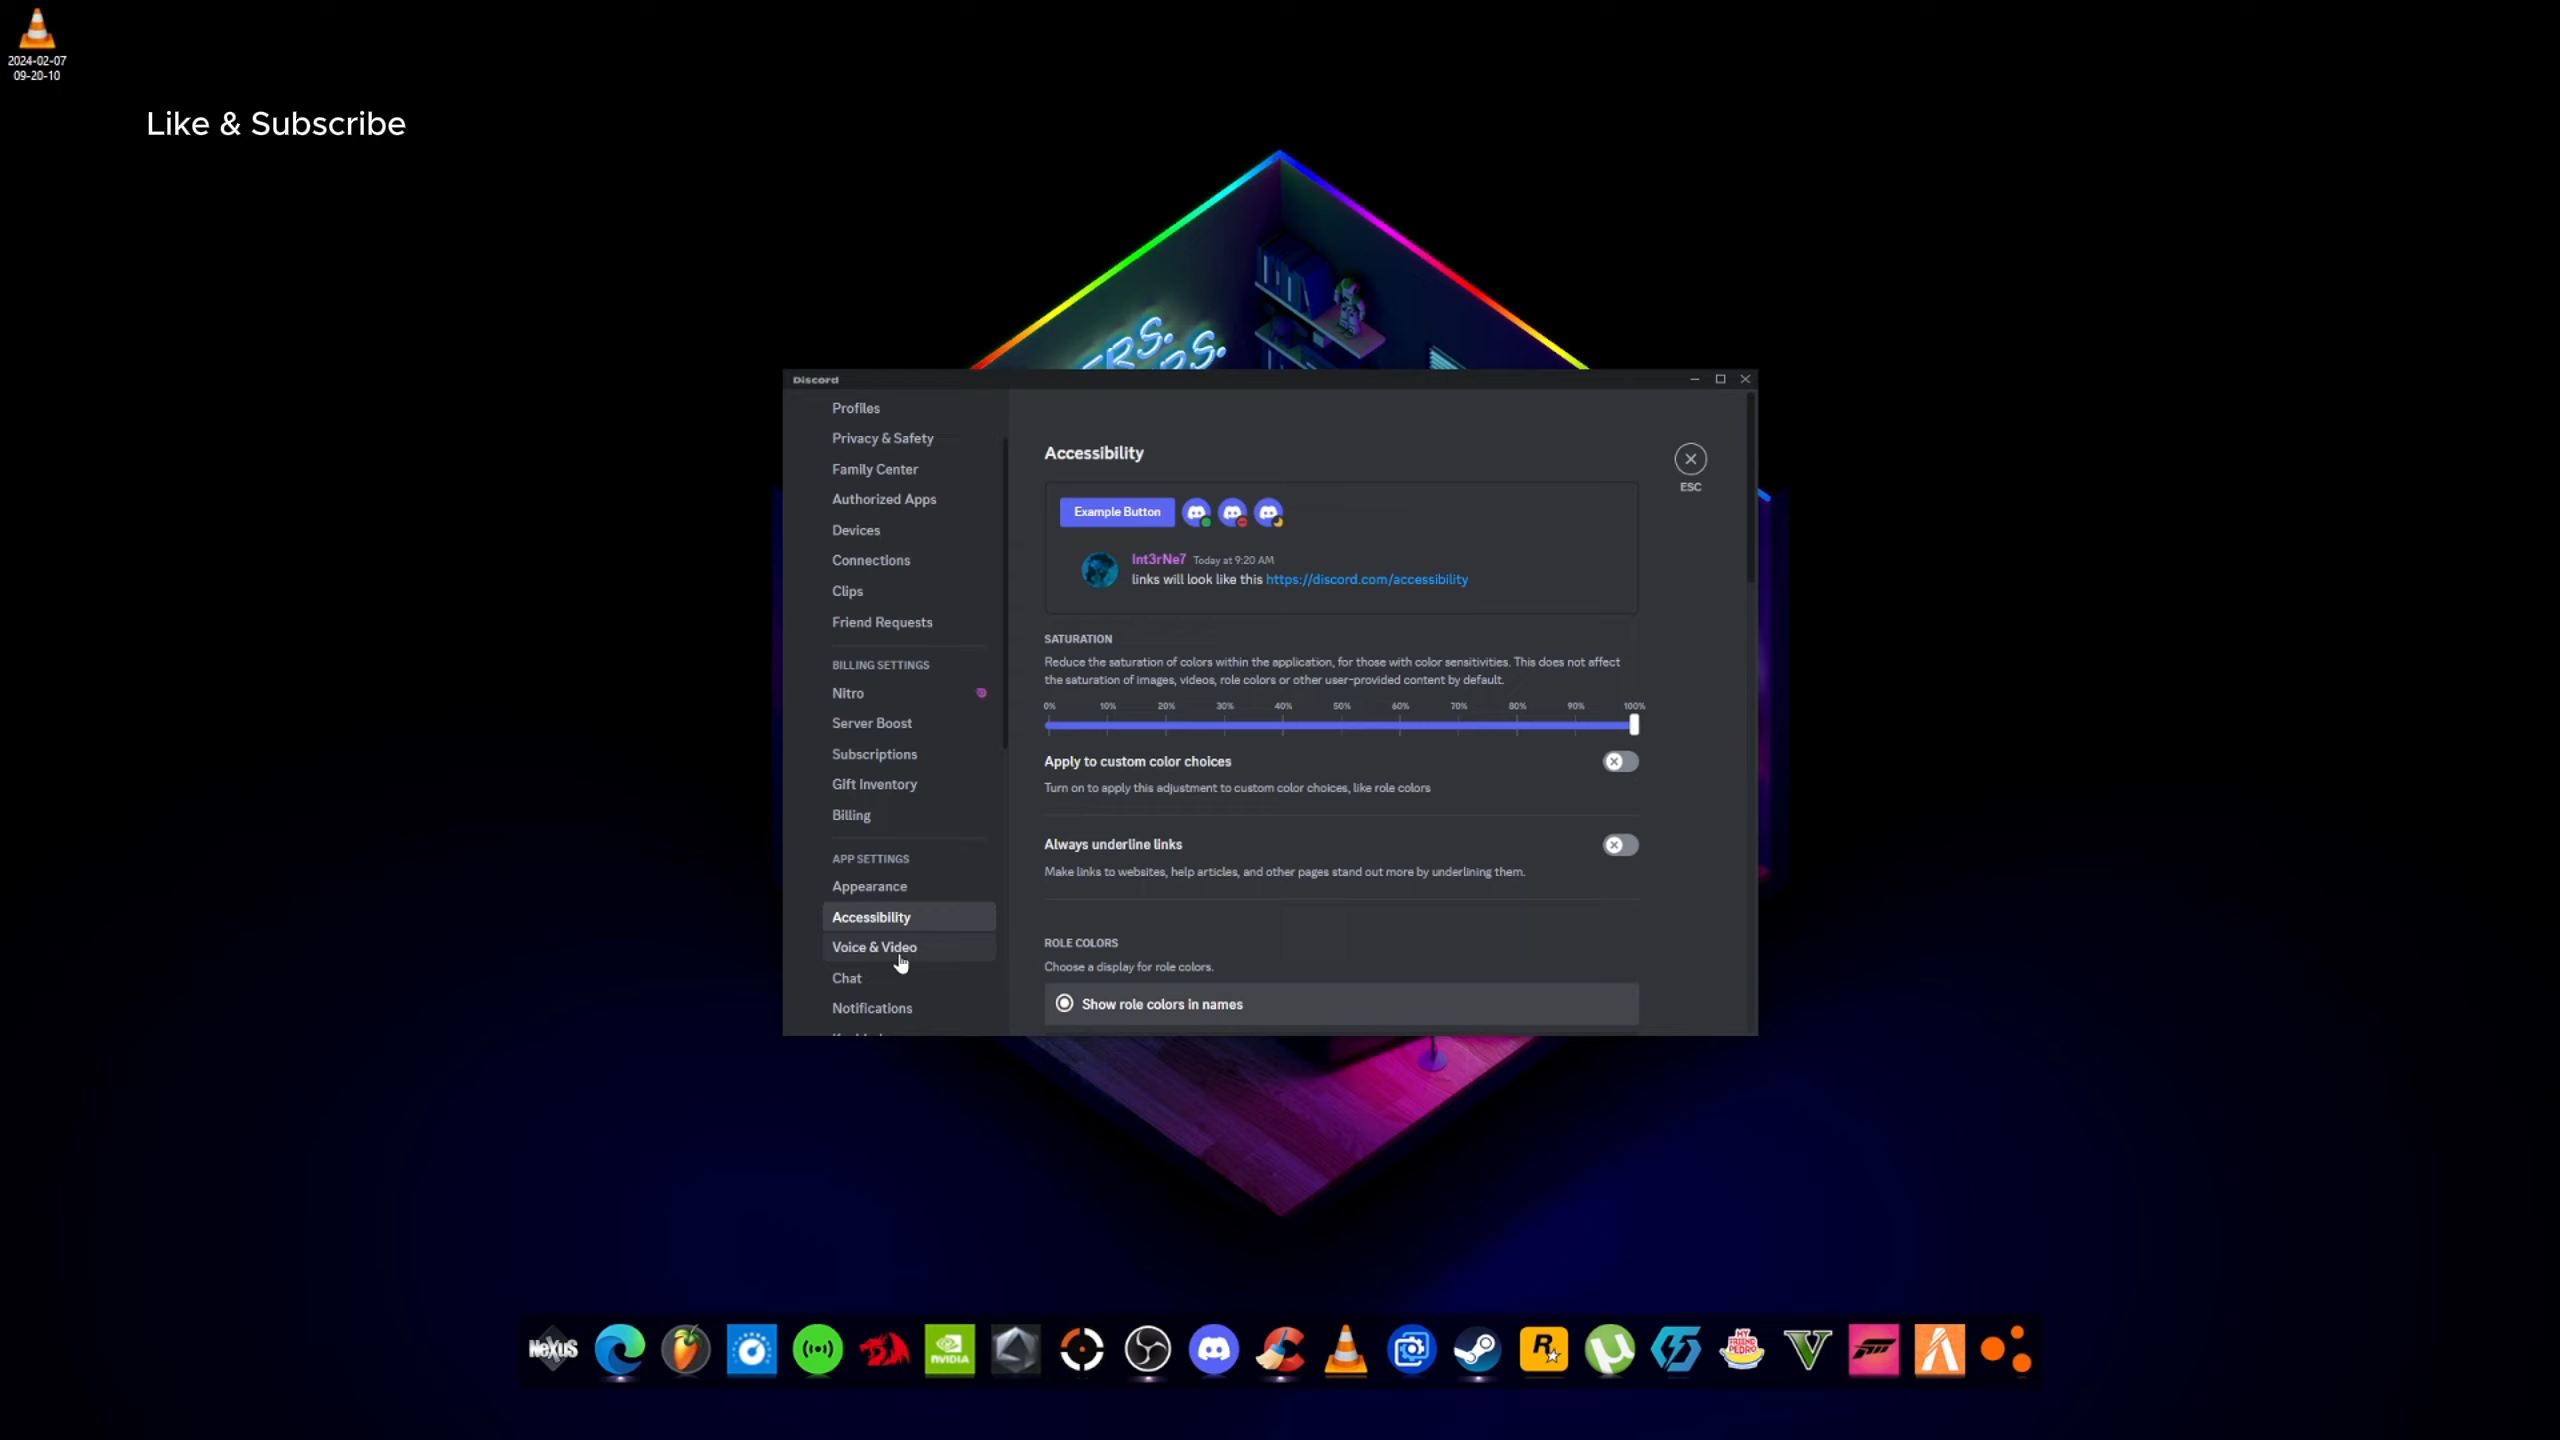 2024-02-07
09-20-10
Like & Subscribe
Discord
Profiles
Privacy & Safety
Family Center
Authorized Apps
Devices
Connections
Clips
Friend Requests
BILLING SETTINGS
Nitro
Server Boost
Subscriptions
Gift Inventory
Billing
APP SETTINGS
Appearance
Accessibility
Voice & Video
Chat
Notifications
Accessibility
ESC
Example Button
Int3rNe7 Today at 9:20 AM
links will look like this https://discord.com/accessibility
SATURATION
Reduce the saturation of colors within the application, for those with color sensitivities. This does not affect
the saturation of images, videos, role colors or other user-provided content by default.
0% 10% 20% 30% 40% 50% 60% 70% 80% 90% 100%
Apply to custom color choices
Turn on to apply this adjustment to custom color choices, like role colors
Always underline links
Make links to websites, help articles, and other pages stand out more by underlining them.
ROLE COLORS
Choose a display for role colors.
Show role colors in names
NeXuS
NVIDIA
R
MY FRIEND PEDRO
V